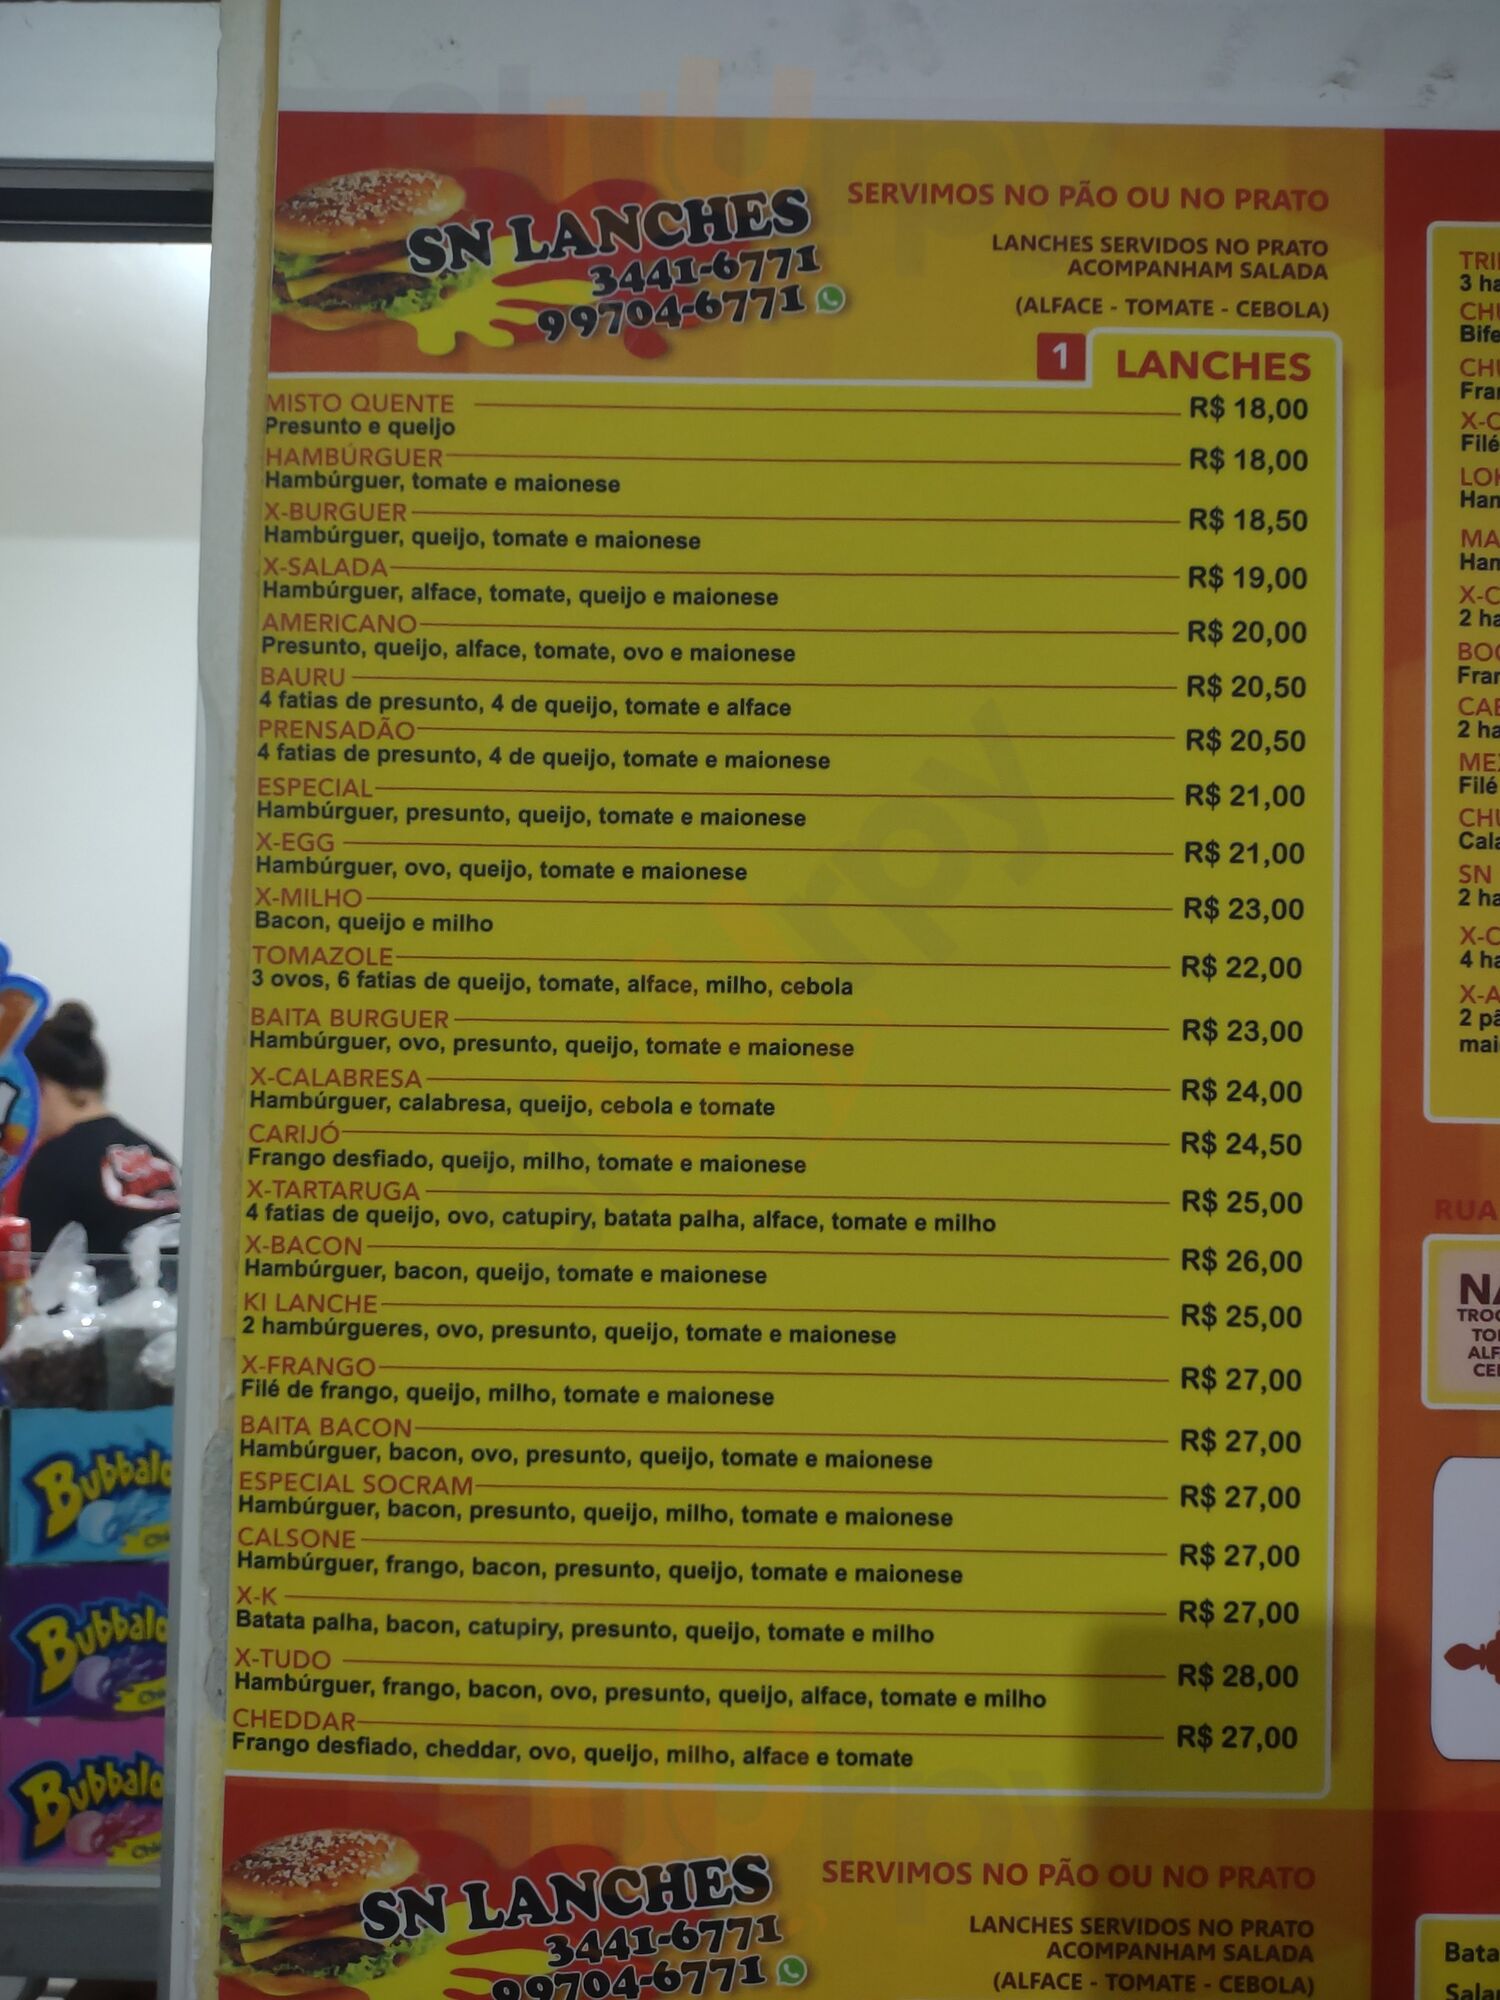 SN LANCHES
3441-6771
99704-6771
SERVIMOS NO PÃO OU NO PRATO
LANCHES SERVIDOS NO PRATO
ACOMPANHAM SALADA
(ALFACE - TOMATE - CEBOLA)
1 LANCHES
MISTO QUENTE R$ 18,00
Presunto e queijo
HAMBÚRGUER R$ 18,00
Hambúrguer, tomate e maionese
X-BURGUER R$ 18,50
Hambúrguer, queijo, tomate e maionese
X-SALADA R$ 19,00
Hambúrguer, alface, tomate, queijo e maionese
AMERICANO R$ 20,00
Presunto, queijo, alface, tomate, ovo e maionese
BAURU R$ 20,50
4 fatias de presunto, 4 de queijo, tomate e alface
PRENSADÃO R$ 20,50
4 fatias de presunto, 4 de queijo, tomate e maionese
ESPECIAL R$ 21,00
Hambúrguer, presunto, queijo, tomate e maionese
X-EGG R$ 21,00
Hambúrguer, ovo, queijo, tomate e maionese
X-MILHO R$ 23,00
Bacon, queijo e milho
TOMAZOLE R$ 22,00
3 ovos, 6 fatias de queijo, tomate, alface, milho, cebola
BAITA BURGUER R$ 23,00
Hambúrguer, ovo, presunto, queijo, tomate e maionese
X-CALABRESA R$ 24,00
Hambúrguer, calabresa, queijo, cebola e tomate
CARIJÓ R$ 24,50
Frango desfiado, queijo, milho, tomate e maionese
X-TARTARUGA R$ 25,00
4 fatias de queijo, ovo, catupiry, batata palha, alface, tomate e milho
X-BACON R$ 26,00
Hambúrguer, bacon, queijo, tomate e maionese
KI LANCHE R$ 25,00
2 hambúrgueres, ovo, presunto, queijo, tomate e maionese
X-FRANGO R$ 27,00
Filé de frango, queijo, milho, tomate e maionese
BAITA BACON R$ 27,00
Hambúrguer, bacon, ovo, presunto, queijo, tomate e maionese
ESPECIAL SOCRAM R$ 27,00
Hambúrguer, bacon, presunto, queijo, milho, tomate e maionese
CALSONE R$ 27,00
Hambúrguer, frango, bacon, presunto, queijo, tomate e maionese
X-K R$ 27,00
Batata palha, bacon, catupiry, presunto, queijo, tomate e milho
X-TUDO R$ 28,00
Hambúrguer, frango, bacon, ovo, presunto, queijo, alface, tomate e milho
CHEDDAR R$ 27,00
Frango desfiado, cheddar, ovo, queijo, milho, alface e tomate
SN LANCHES
3441-6771
99704-6771
SERVIMOS NO PÃO OU NO PRATO
LANCHES SERVIDOS NO PRATO
ACOMPANHAM SALADA
(ALFACE - TOMATE - CEBOLA)
3 ha
2 ha
SN
2 ha
4 ha
RUA
Bubbalo
Bubbalo
Bubbalo